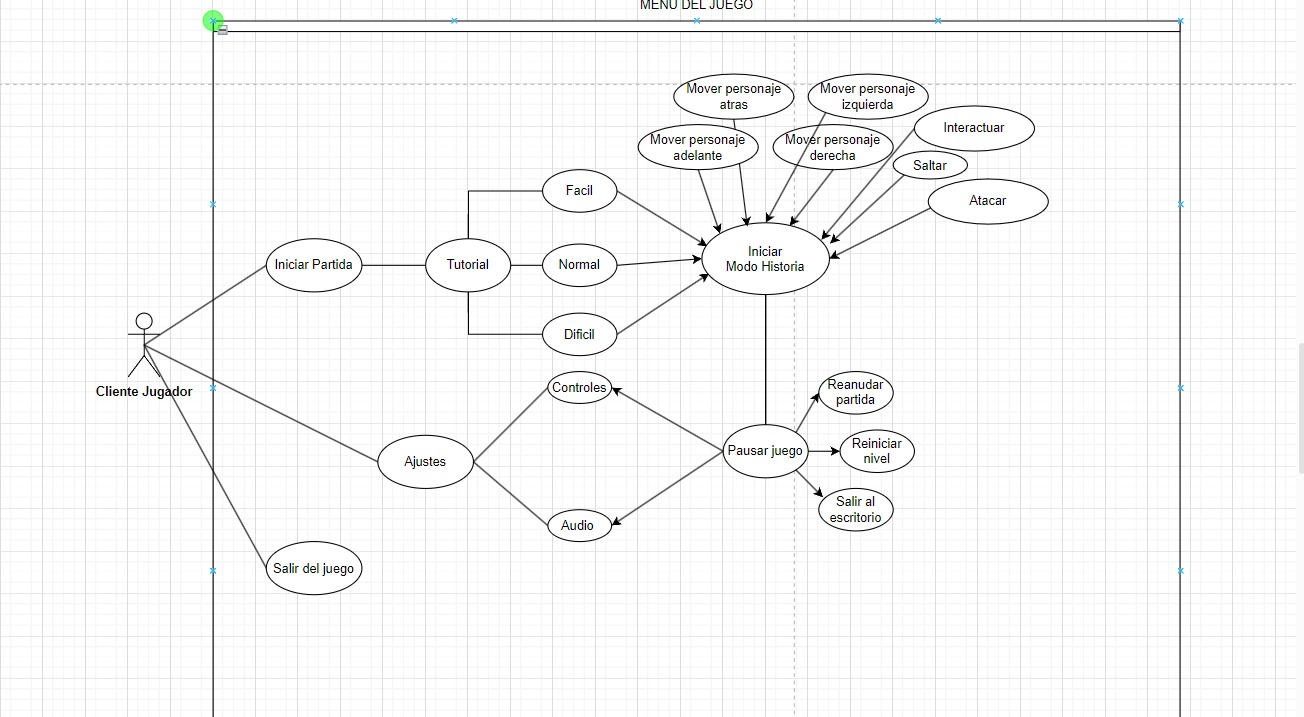 MENU DEL JUEGO
Mover personaje
atras
Mover personaje
izquierda
Mover personaje
adelante
Mover personaje
derecha
Interactuar
Saltar
Atacar
Facil
Iniciar Partida
Tutorial
Normal
Iniciar
Modo Historia
Dificil
Cliente Jugador
Controles
Reanudar
partida
Ajustes
Pausar juego
Reiniciar
nivel
Audio
Salir al
escritorio
Salir del juego